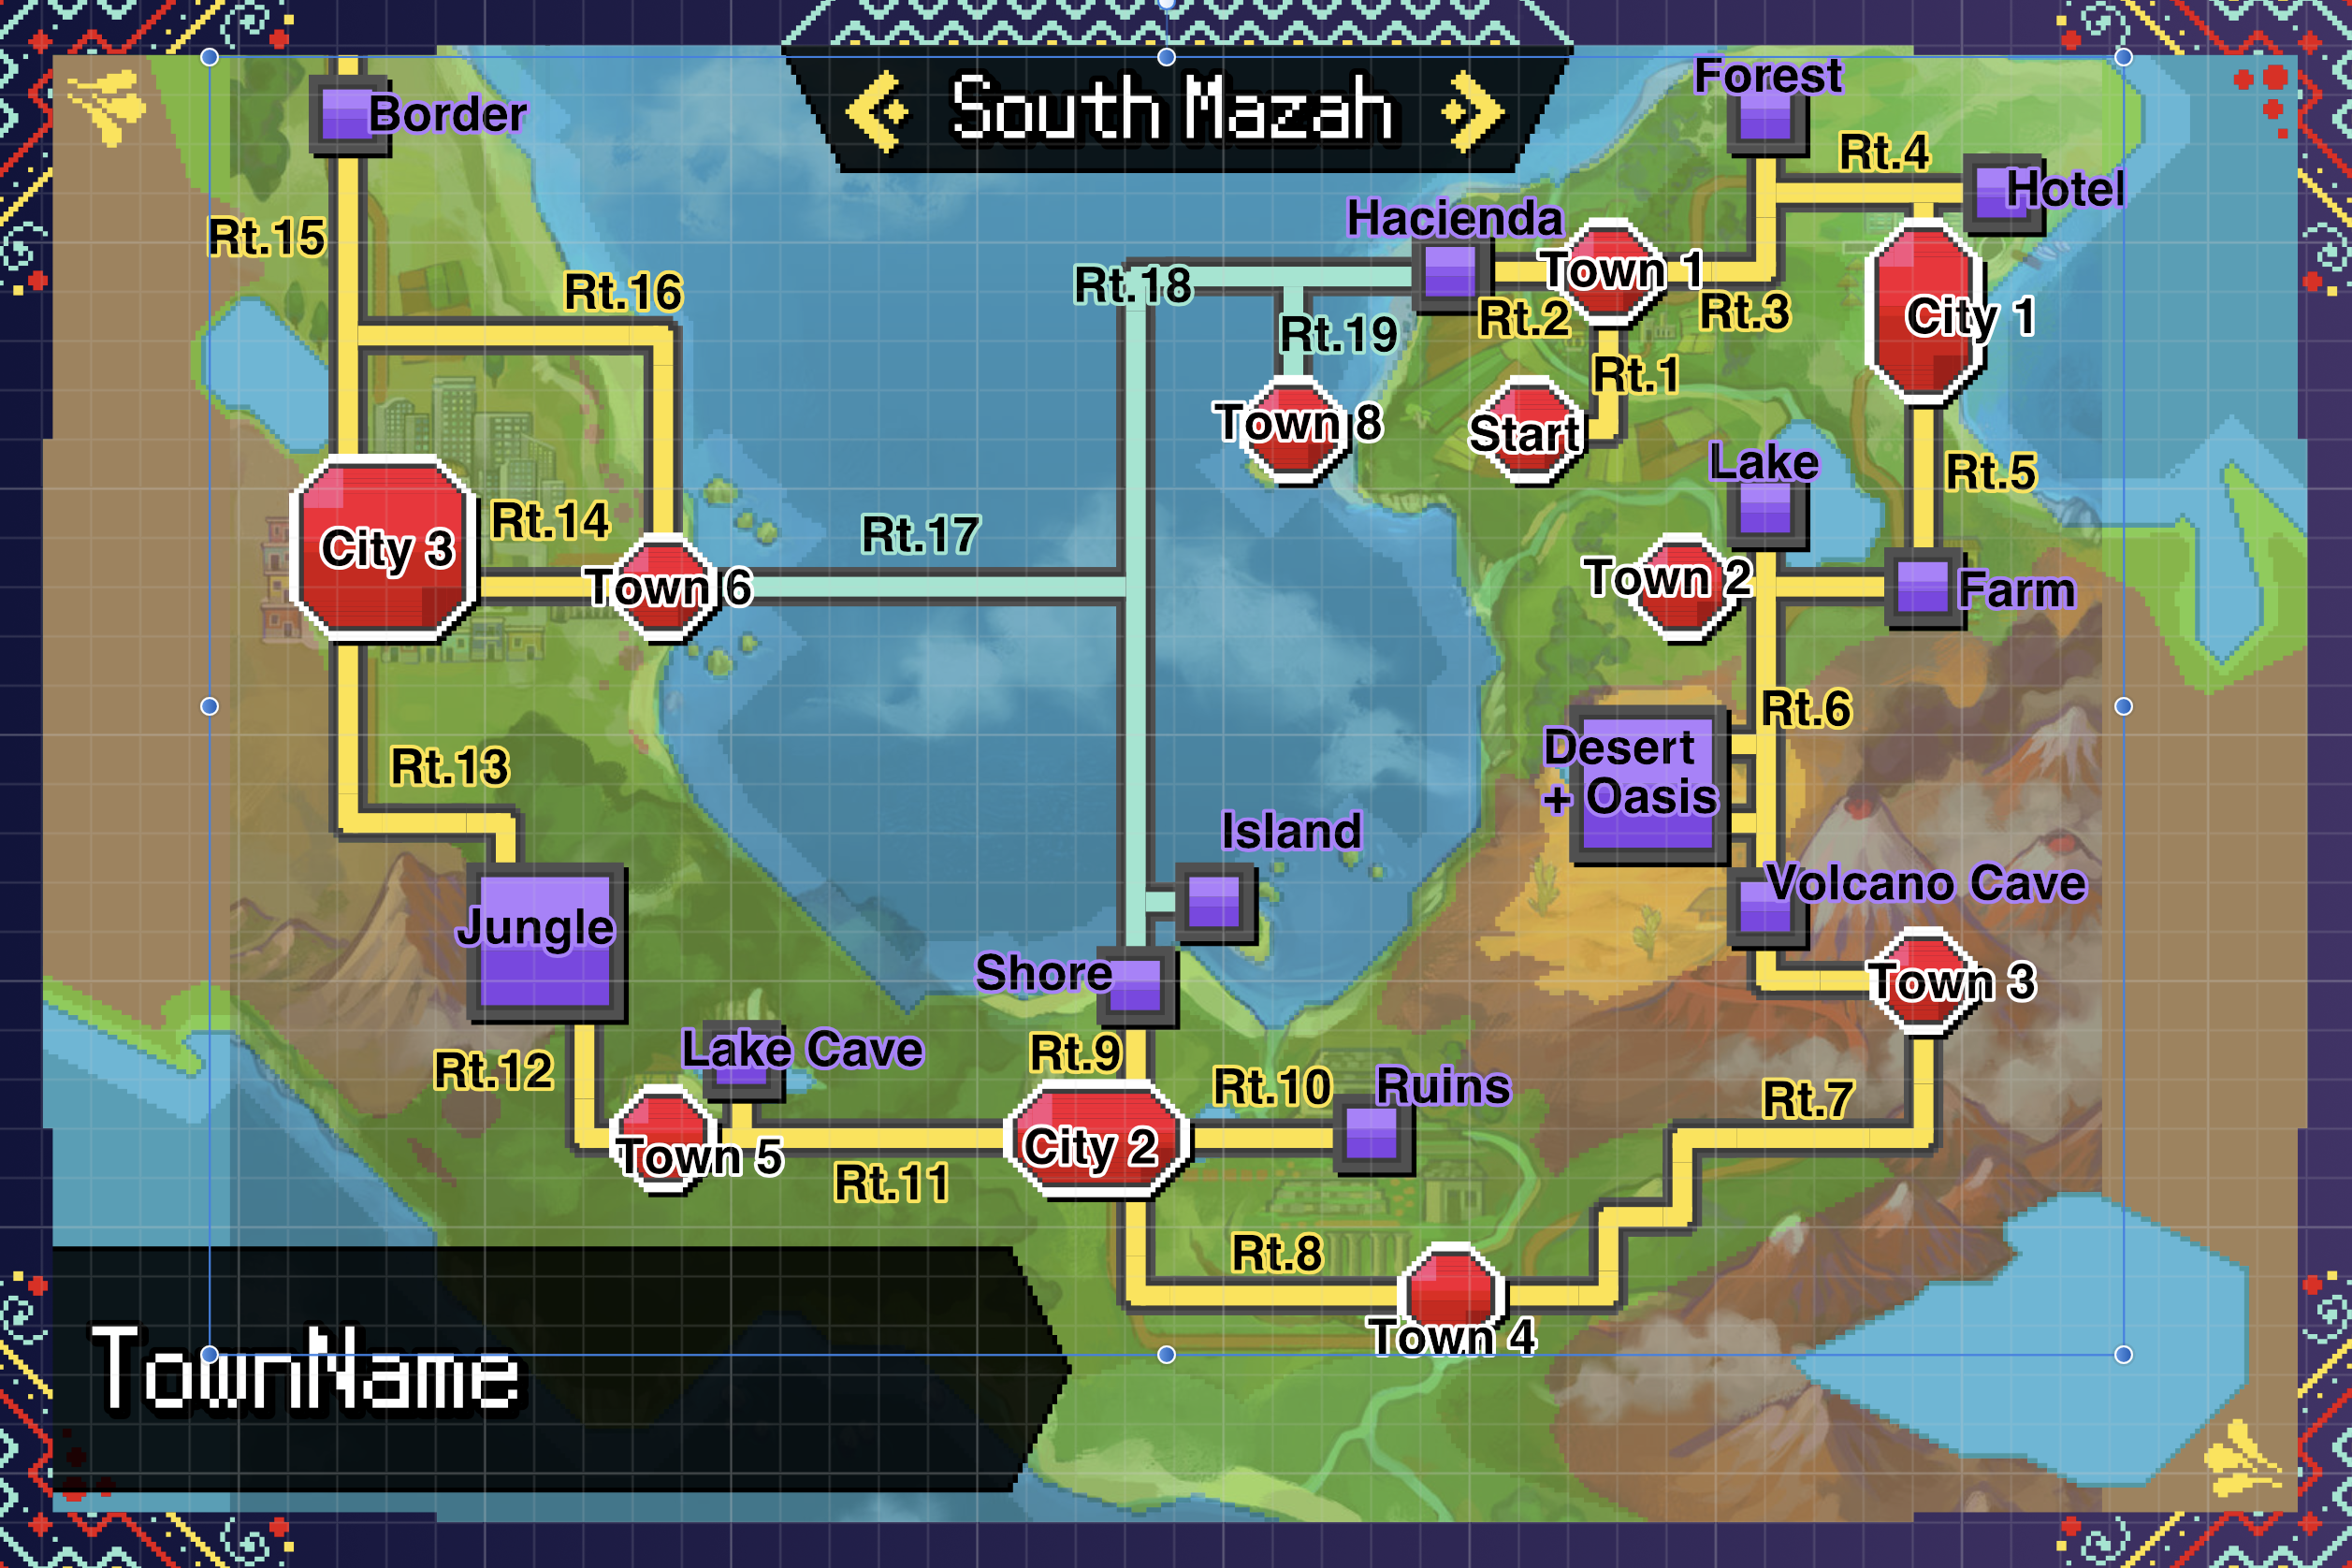 South Mazah
Forest
Border
Rt.4
Hotel
Hacienda
Rt.15
Town 1
Rt.16
Rt.18
Rt.2
Rt.3
City 1
Rt.19
Rt.1
Town 8
Start
Lake
Rt.5
Rt.14
City 3
Rt.17
Town 6
Town 2
Farm
Rt.6
Desert
+ Oasis
Rt.13
Island
Volcano Cave
Jungle
Shore
Town 3
Lake Cave
Rt.9
Rt.12
Rt.10
Ruins
Rt.7
Town 5
City 2
Rt.11
Rt.8
Town 4
TownName